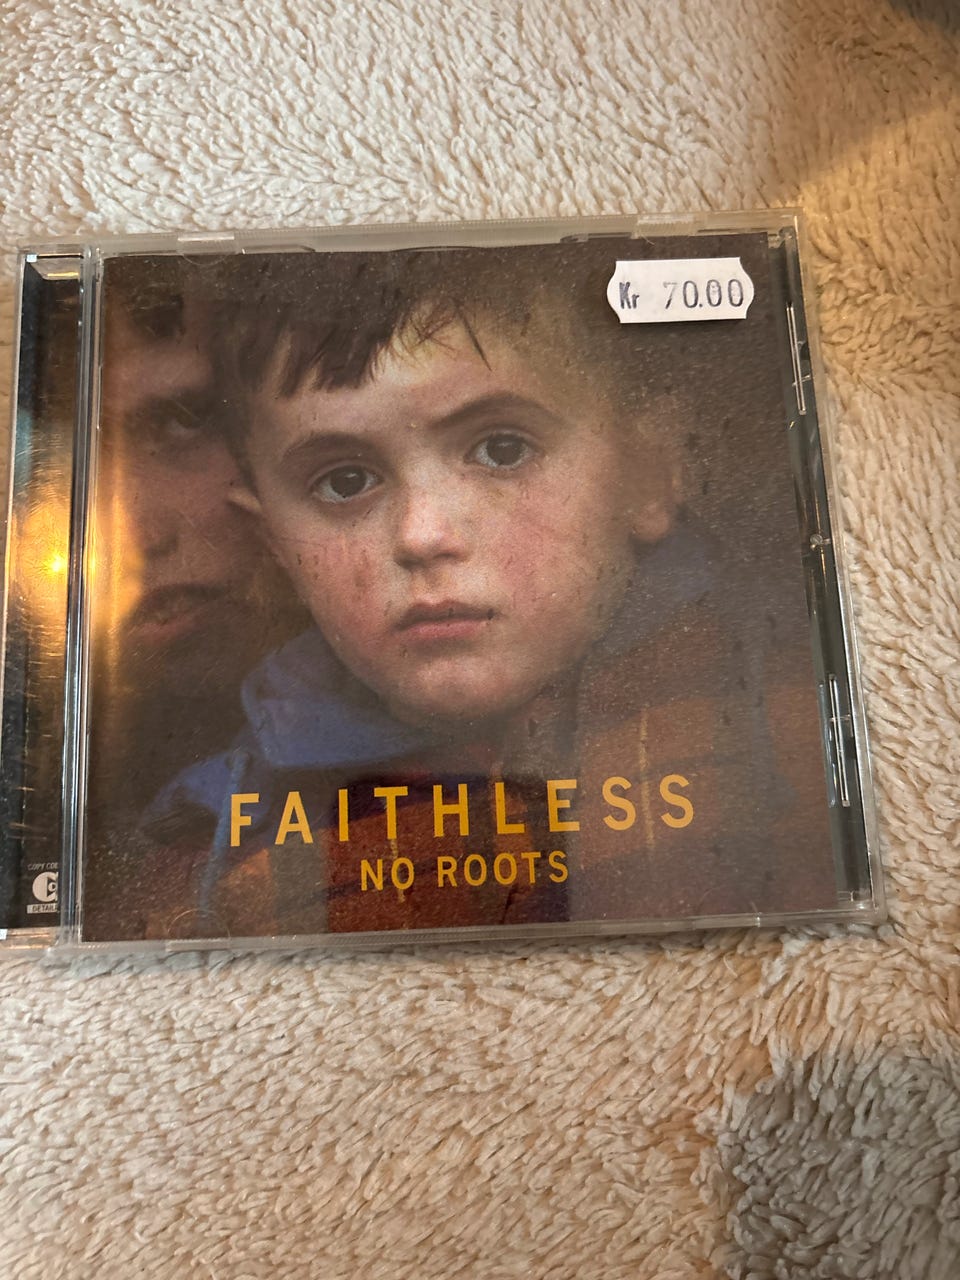 Kr 70.00
FAITHLESS
NO ROOTS